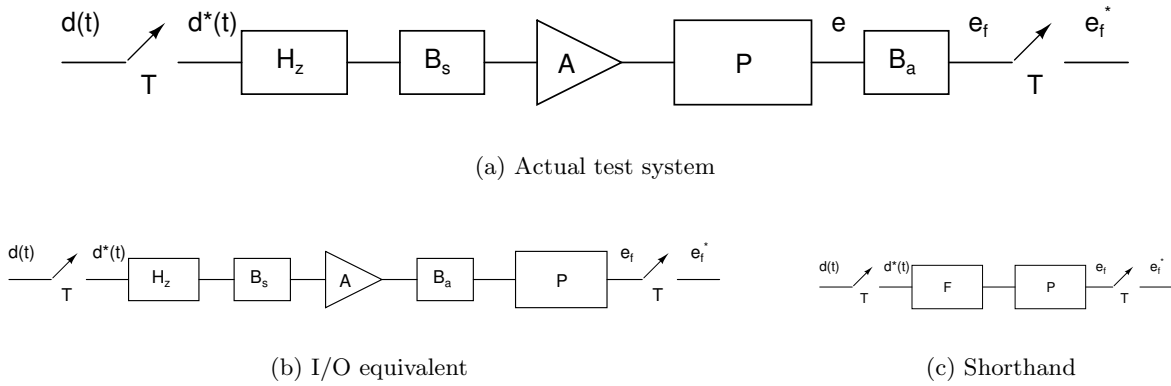 d(t) d*(t) e e_f e_f^*
T H_z B_s A P B_a T
(a) Actual test system
d(t) d*(t) e_f e_f^*
T H_z B_s A B_a P T
(b) I/O equivalent
d(t) d*(t) e_f e_f^*
T F P T
(c) Shorthand